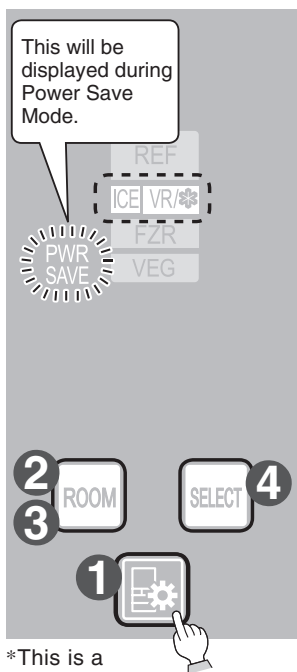 This will be
displayed during
Power Save
Mode.
REF
ICE VR/❄
FZR
VEG
PWR
SAVE
2
3
ROOM
SELECT
4
1
*This is a